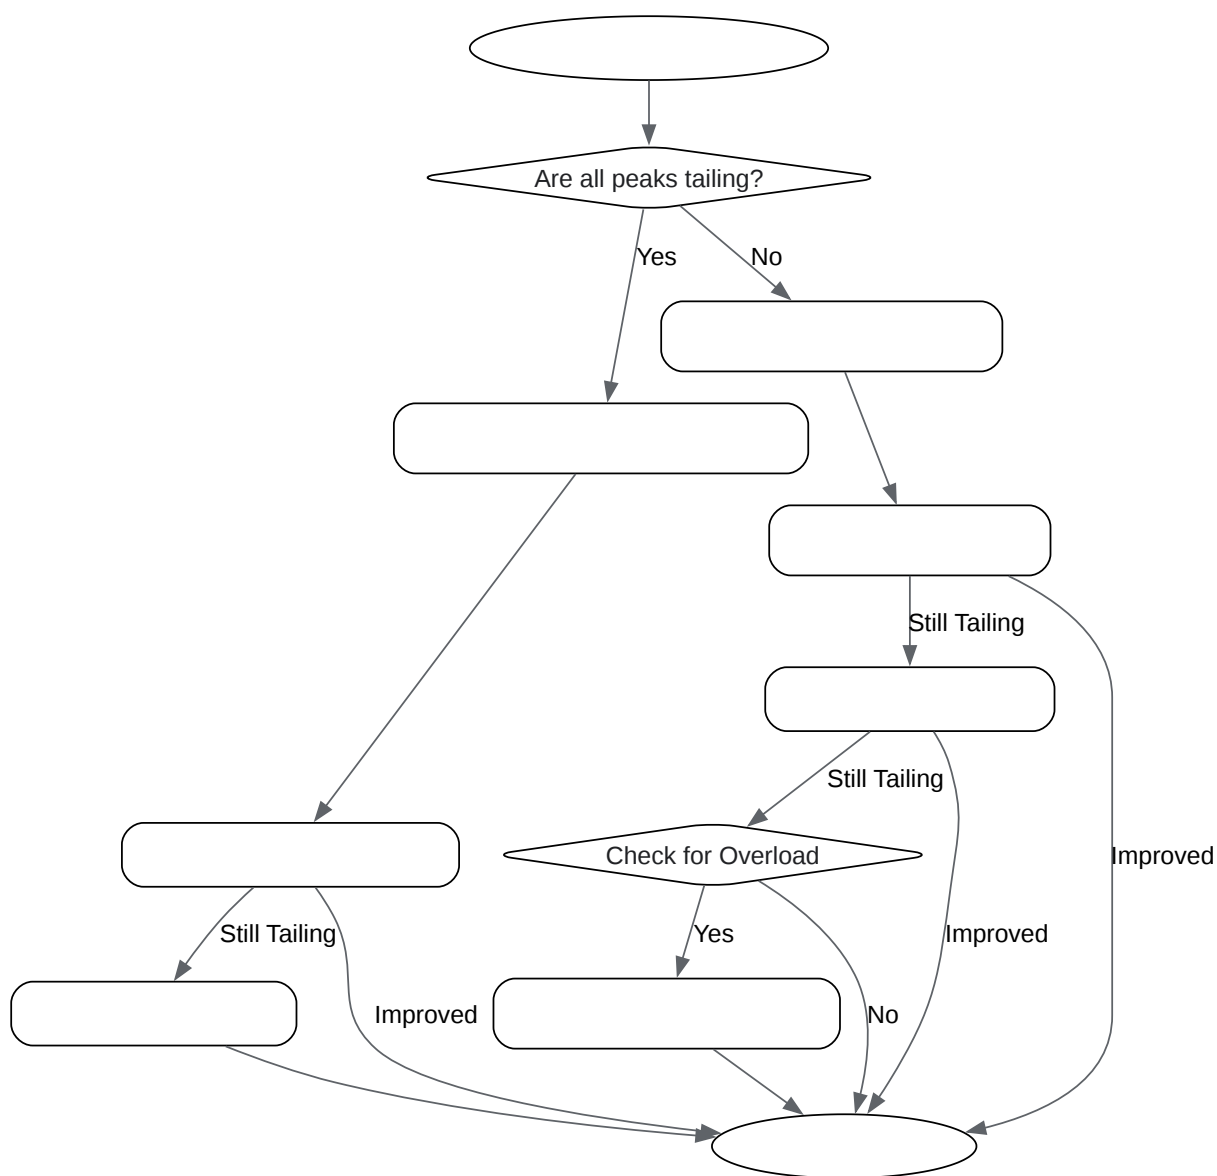 Are all peaks tailing?
Yes
No
Still Tailing
Still Tailing
Check for Overload
Improved
Still Tailing
Yes
Improved
Improved
No